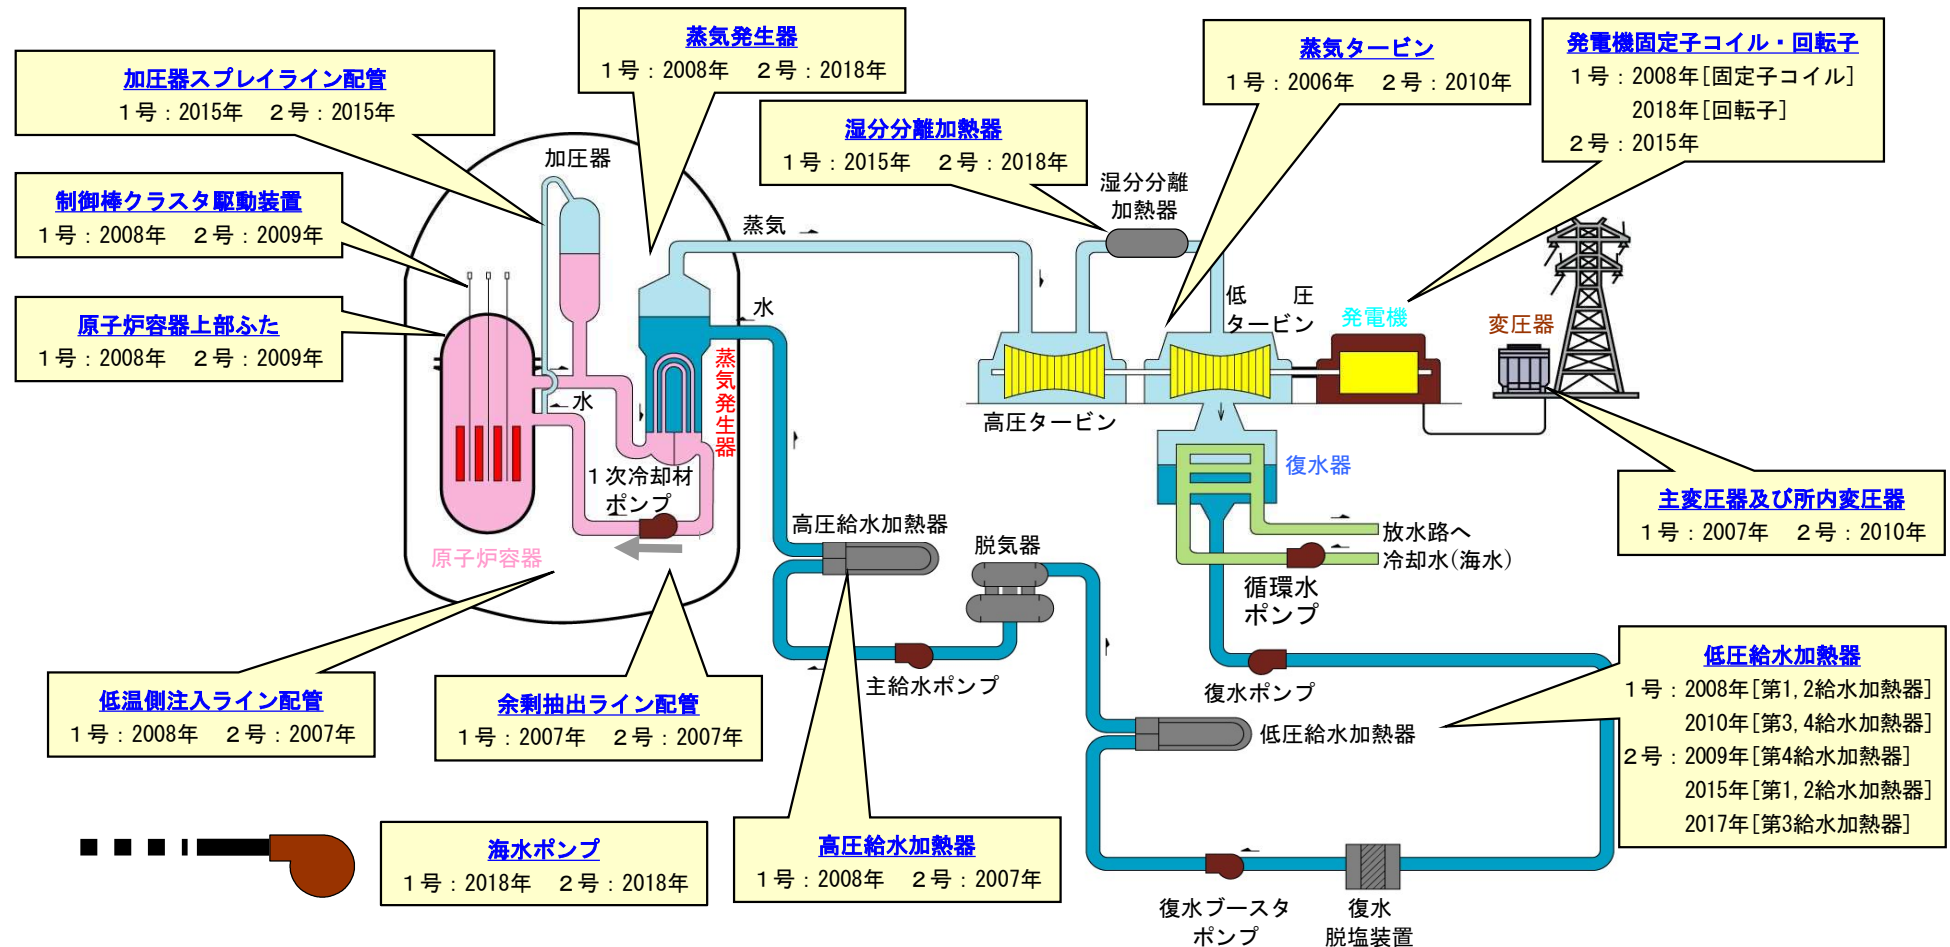 蒸気発生器
1号：2008年　2号：2018年
加圧器スプレイライン配管
1号：2015年　2号：2015年
蒸気タービン
1号：2006年　2号：2010年
発電機固定子コイル・回転子
1号：2008年[固定子コイル]
2018年[回転子]
2号：2015年
湿分分離加熱器
1号：2015年　2号：2018年
制御棒クラスタ駆動装置
1号：2008年　2号：2009年
原子炉容器上部ふた
1号：2008年　2号：2009年
加圧器
蒸気
湿分分離
加熱器
水
低　圧
タービン
発電機
変圧器
蒸気発生器
水
高圧タービン
復水器
1次冷却材
ポンプ
原子炉容器
主変圧器及び所内変圧器
1号：2007年　2号：2010年
高圧給水加熱器
脱気器
放水路へ
冷却水(海水)
循環水
ポンプ
主給水ポンプ
復水ポンプ
低圧給水加熱器
低温側注入ライン配管
1号：2008年　2号：2007年
余剰抽出ライン配管
1号：2007年　2号：2007年
低圧給水加熱器
1号：2008年[第1,2給水加熱器]
2010年[第3,4給水加熱器]
2号：2009年[第4給水加熱器]
2015年[第1,2給水加熱器]
2017年[第3給水加熱器]
海水ポンプ
1号：2018年　2号：2018年
高圧給水加熱器
1号：2008年　2号：2007年
復水ブースタ
ポンプ
復水
脱塩装置